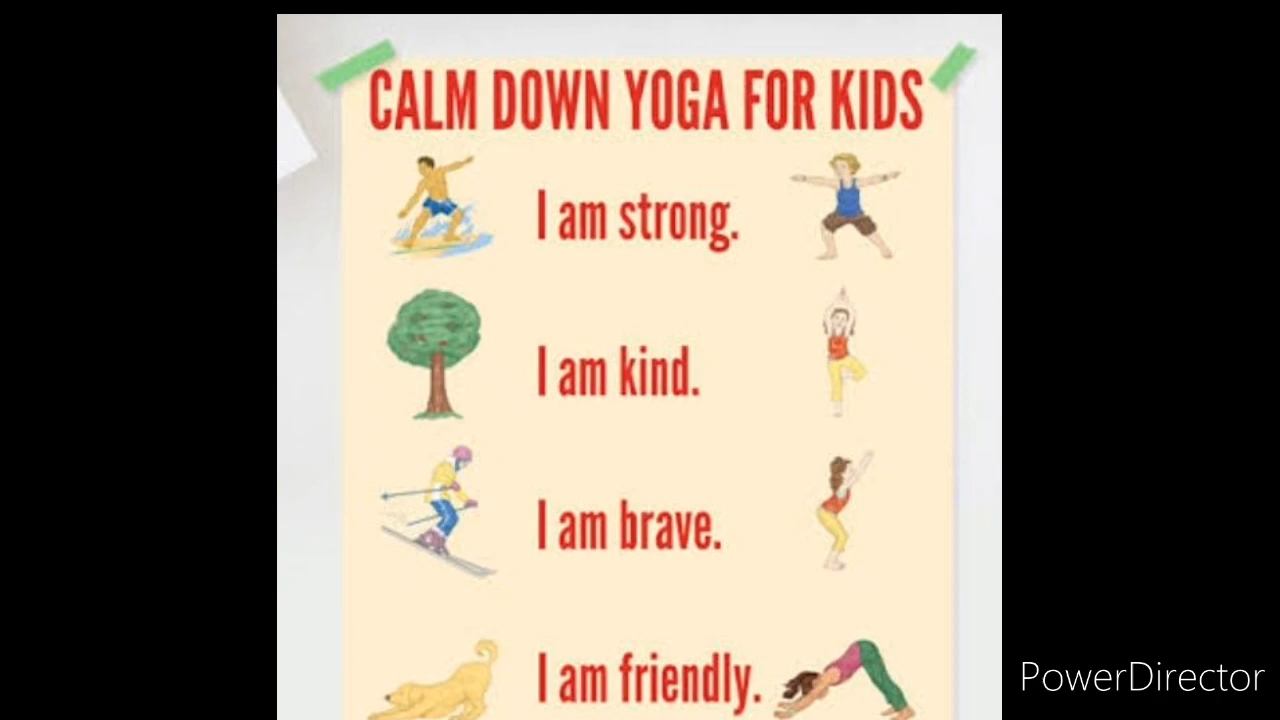 CALM DOWN YOGA FOR KIDS
I am strong.
I am kind.
I am brave.
I am friendly.
PowerDirector